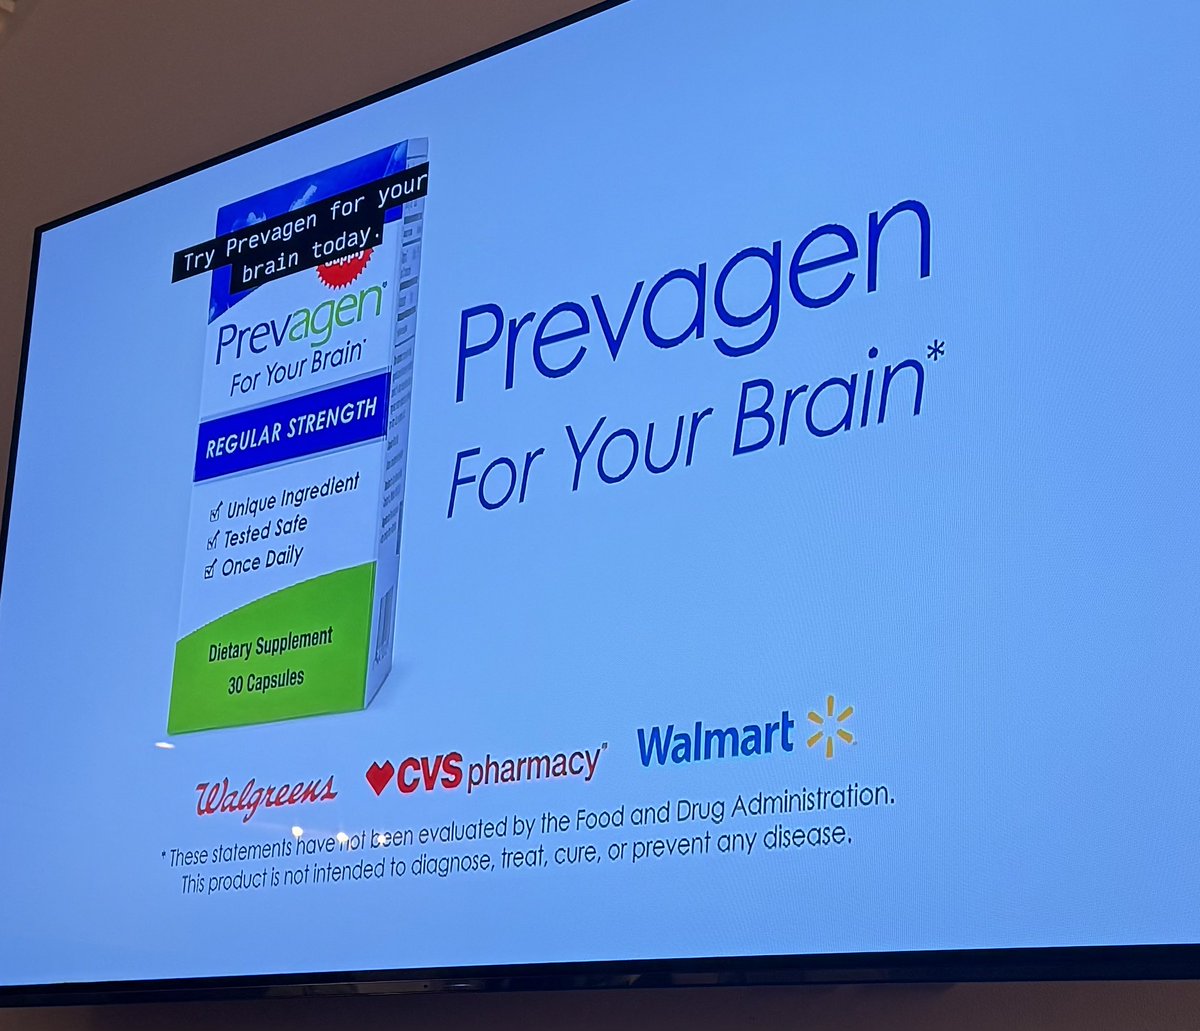 Try Prevagen for your
brain today.
Supply
Prevagen®
For Your Brain*
REGULAR STRENGTH
Unique Ingredient
Tested Safe
Once Daily
Dietary Supplement
30 Capsules
Prevagen
For Your Brain*
Walgreens
CVS pharmacy®
Walmart
* These statements have not been evaluated by the Food and Drug Administration.
This product is not intended to diagnose, treat, cure, or prevent any disease.